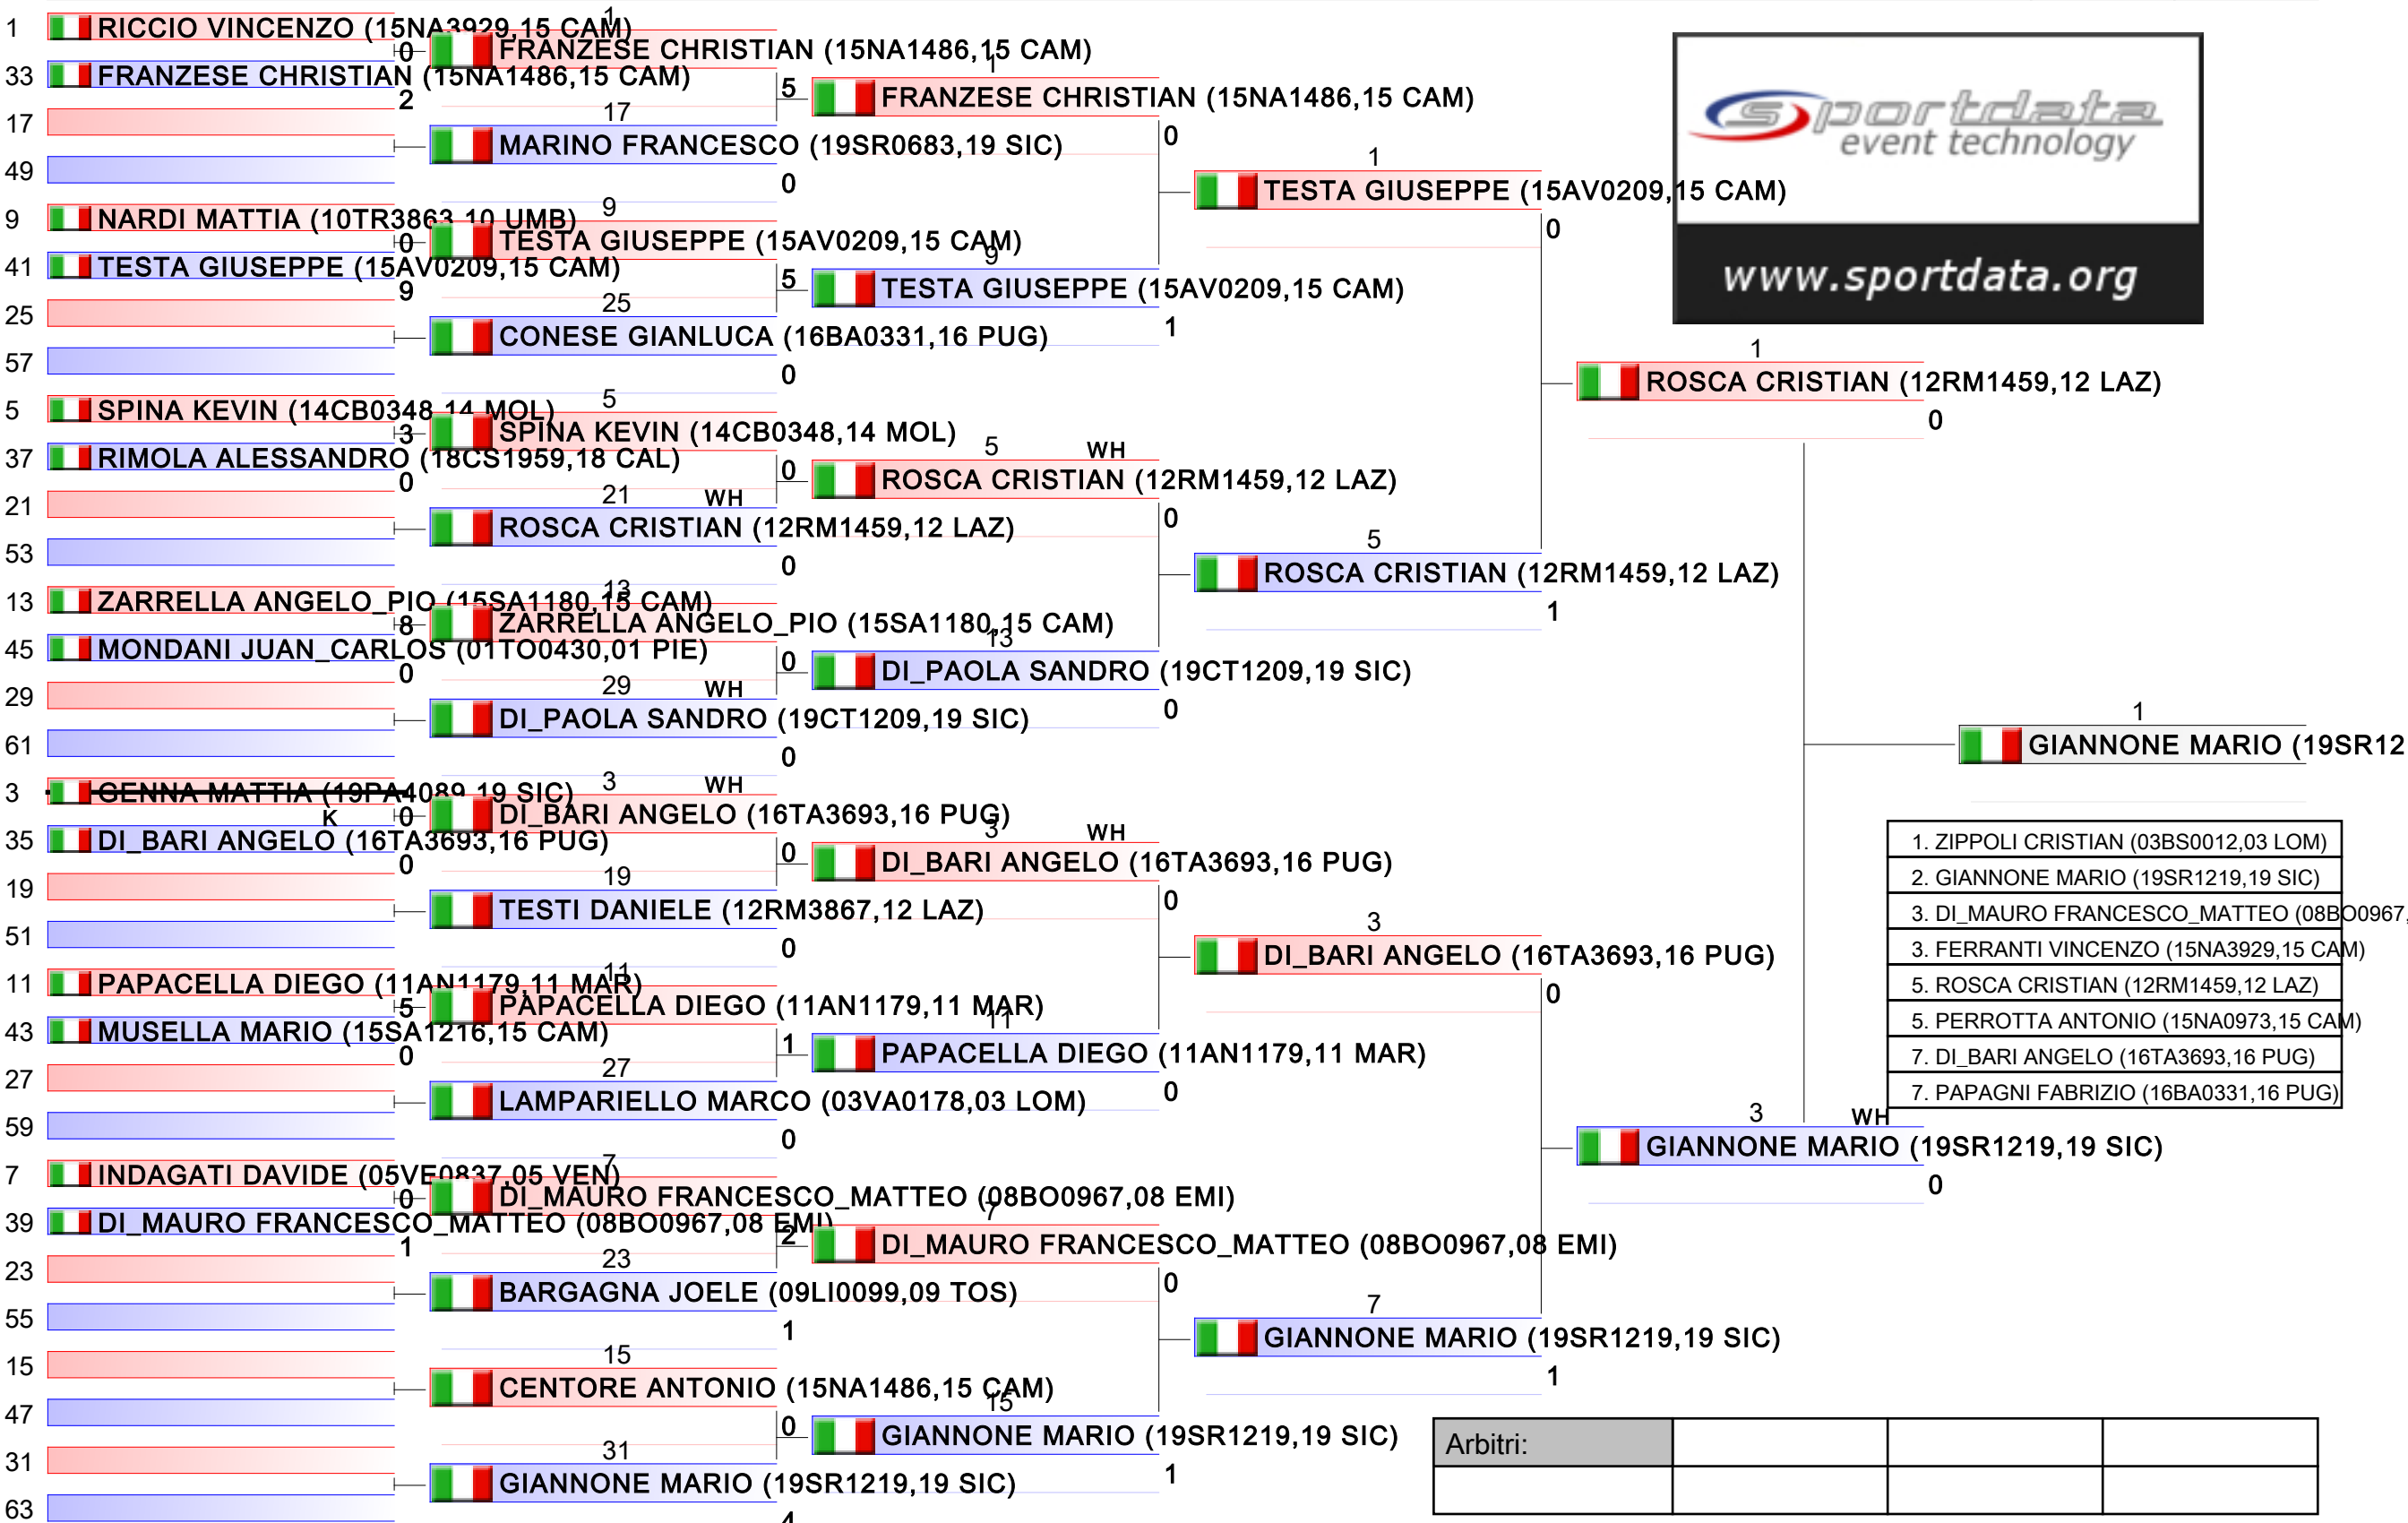 1 RICCIO VINCENZO (15NA3929,15 CAM)
0
33 FRANZESE CHRISTIAN (15NA1486,15 CAM)
2
17
49
9 NARDI MATTIA (10TR3863,10 UMB)
0
41 TESTA GIUSEPPE (15AV0209,15 CAM)
9
25
57
5 SPINA KEVIN (14CB0348,14 MOL)
3
37 RIMOLA ALESSANDRO (18CS1959,18 CAL)
0
21
53
13 ZARRELLA ANGELO_PIO (15SA1180,15 CAM)
8
45 MONDANI JUAN_CARLOS (01TO0430,01 PIE)
0
29
61
3 GENNA MATTIA (19PA4089,19 SIC)
K 0
35 DI_BARI ANGELO (16TA3693,16 PUG)
0
19
51
11 PAPACELLA DIEGO (11AN1179,11 MAR)
5
43 MUSELLA MARIO (15SA1216,15 CAM)
0
27
59
7 INDAGATI DAVIDE (05VE0837,05 VEN)
0
39 DI_MAURO FRANCESCO_MATTEO (08BO0967,08 EMI)
1
23
55
15
47
31
63
1
FRANZESE CHRISTIAN (15NA1486,15 CAM)
5
17
MARINO FRANCESCO (19SR0683,19 SIC)
0
9
TESTA GIUSEPPE (15AV0209,15 CAM)
5
25
CONESE GIANLUCA (16BA0331,16 PUG)
0
5
SPINA KEVIN (14CB0348,14 MOL)
0
21 WH
ROSCA CRISTIAN (12RM1459,12 LAZ)
0
13
ZARRELLA ANGELO_PIO (15SA1180,15 CAM)
0
29 WH
DI_PAOLA SANDRO (19CT1209,19 SIC)
0
3 WH
DI_BARI ANGELO (16TA3693,16 PUG)
0
19
TESTI DANIELE (12RM3867,12 LAZ)
0
11
PAPACELLA DIEGO (11AN1179,11 MAR)
1
27
LAMPARIELLO MARCO (03VA0178,03 LOM)
0
7
DI_MAURO FRANCESCO_MATTEO (08BO0967,08 EMI)
2
23
BARGAGNA JOELE (09LI0099,09 TOS)
1
15
CENTORE ANTONIO (15NA1486,15 CAM)
0
31
GIANNONE MARIO (19SR1219,19 SIC)
4
1
FRANZESE CHRISTIAN (15NA1486,15 CAM)
0
9
TESTA GIUSEPPE (15AV0209,15 CAM)
1
5 WH
ROSCA CRISTIAN (12RM1459,12 LAZ)
0
13
DI_PAOLA SANDRO (19CT1209,19 SIC)
0
3 WH
DI_BARI ANGELO (16TA3693,16 PUG)
0
11
PAPACELLA DIEGO (11AN1179,11 MAR)
0
7
DI_MAURO FRANCESCO_MATTEO (08BO0967,08 EMI)
0
15
GIANNONE MARIO (19SR1219,19 SIC)
1
1
TESTA GIUSEPPE (15AV0209,15 CAM)
0
5
ROSCA CRISTIAN (12RM1459,12 LAZ)
1
3
DI_BARI ANGELO (16TA3693,16 PUG)
0
7
GIANNONE MARIO (19SR1219,19 SIC)
1
sportdata
event technology
www.sportdata.org
1
ROSCA CRISTIAN (12RM1459,12 LAZ)
0
3 WH
GIANNONE MARIO (19SR1219,19 SIC)
0
1
GIANNONE MARIO (19SR12
1. ZIPPOLI CRISTIAN (03BS0012,03 LOM)
2. GIANNONE MARIO (19SR1219,19 SIC)
3. DI_MAURO FRANCESCO_MATTEO (08BO0967,
3. FERRANTI VINCENZO (15NA3929,15 CAM)
5. ROSCA CRISTIAN (12RM1459,12 LAZ)
5. PERROTTA ANTONIO (15NA0973,15 CAM)
7. DI_BARI ANGELO (16TA3693,16 PUG)
7. PAPAGNI FABRIZIO (16BA0331,16 PUG)
Arbitri: